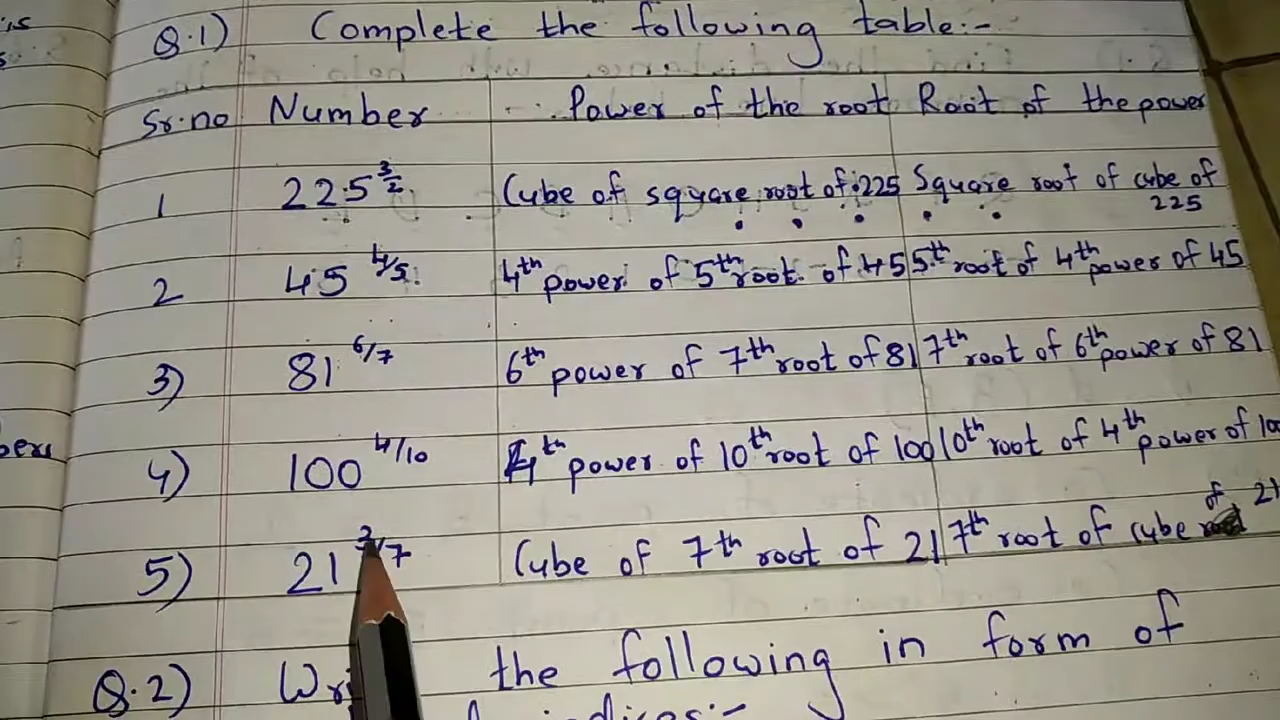 Q.1) Complete the following table:-
Sr.no Number Power of the root Root of the power
1 225^3/2 Cube of square root of 225 Square root of cube of 225
2 45^4/5 4th power of 5th root of 45 5th root of 4th power of 45
3) 81^6/7 6th power of 7th root of 81 7th root of 6th power of 81
4) 100^4/10 4th power of 10th root of 100 10th root of 4th power of 100
5) 21^3/7 Cube of 7th root of 21 7th root of cube of 21
Q.2) the following in form of